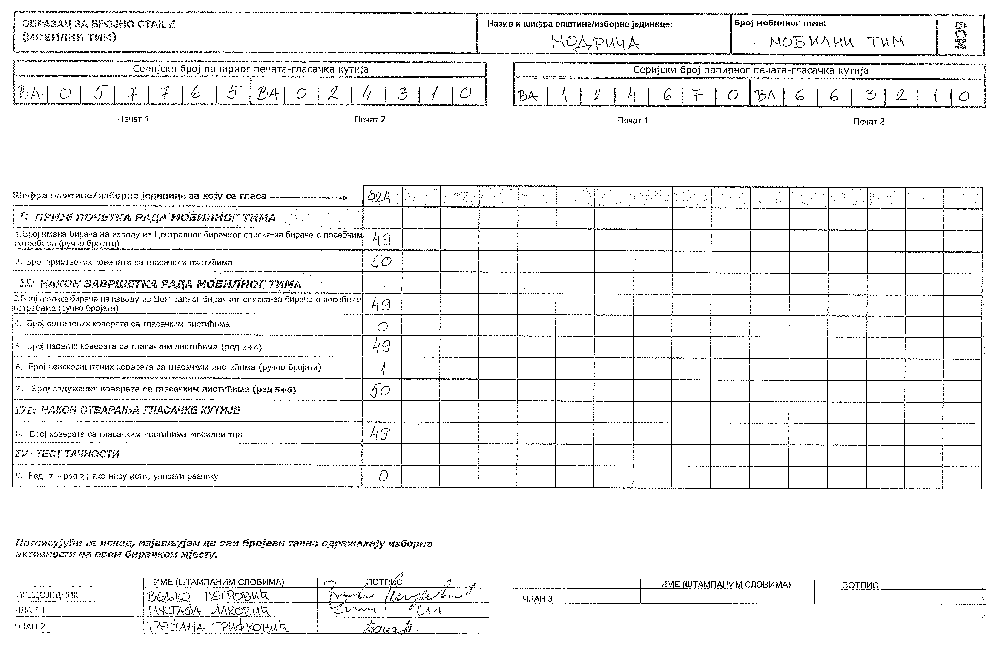 ОБРАЗАЦ ЗА БРОЈНО СТАЊЕ
(МОБИЛНИ ТИМ)
Назив и шифра општине/изборне јединице:
МОДРИЧА
Број мобилног тима:
МОБИЛНИ ТИМ
БСМ
Серијски број папирног печата-гласачка кутија
Серијски број папирног печата-гласачка кутија
BA 0 5 7 7 6 5 BA 0 2 4 3 1 0
BA 1 2 4 6 7 0 BA 6 6 3 2 1 0
Печат 1 Печат 2 Печат 1 Печат 2
Шифра општине/изборне јединице за коју се гласа 024
I: ПРИЈЕ ПОЧЕТКА РАДА МОБИЛНОГ ТИМА
1.Број имена бирача на изводу из Централног бирачког списка-за бираче с посебним
потребама (ручно бројати) 49
2. Број примљених коверата са гласачким листићима 50
II: НАКОН ЗАВРШЕТКА РАДА МОБИЛНОГ ТИМА
3.Број потписа бирача на изводу из Централног бирачког списка-за бираче с посебним
потребама (ручно бројати) 49
4. Број оштећених коверата са гласачким листићима 0
5. Број издатих коверата са гласачким листићима (ред 3+4) 49
6. Број неискориштених коверата са гласачким листићима (ручно бројати) 1
7. Број задужених коверата са гласачким листићима (ред 5+6) 50
III: НАКОН ОТВАРАЊА ГЛАСАЧКЕ КУТИЈЕ
8. Број коверата са гласачким листићима мобилни тим 49
IV: ТЕСТ ТАЧНОСТИ
9. Ред 7 =ред 2; ако нису исти, уписати разлику 0
Потписујући се испод, изјављујем да ови бројеви тачно одражавају изборне
активности на овом бирачком мјесту.
ИМЕ (ШТАМПАНИМ СЛОВИМА) ПОТПИС
ПРЕДСЈЕДНИК ВЕЉКО ПЕТРОВИЋ
ЧЛАН 1 МУСТАФА ЛАКОВИЋ
ЧЛАН 2 ТАТЈАНА ТРИФКОВИЋ
ИМЕ (ШТАМПАНИМ СЛОВИМА) ПОТПИС
ЧЛАН 3